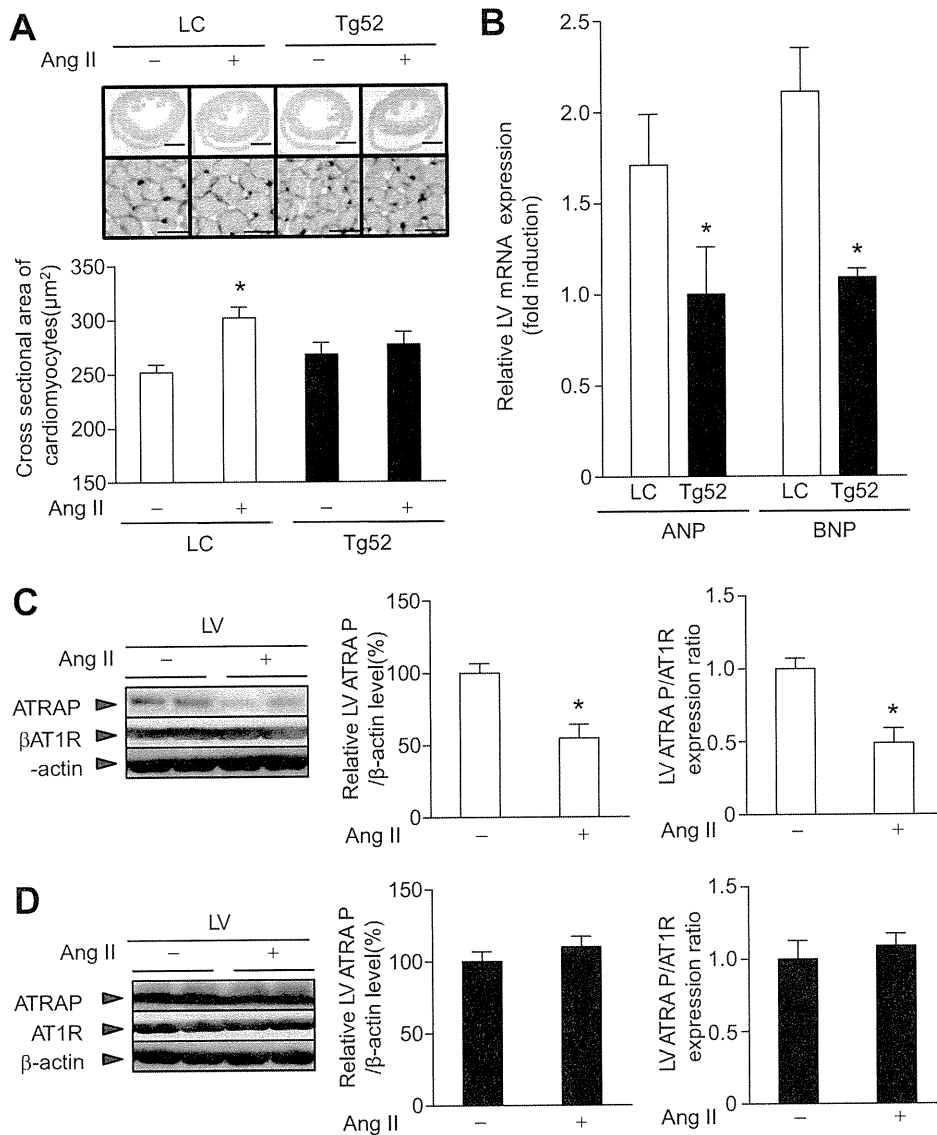 A
LC Tg52
Ang II – + – +
Cross sectional area of
cardiomyocytes(μm²)
350
300
250
200
150
*
Ang II – + – +
LC Tg52
B
Relative LV mRNA expression
(fold induction)
2.5
2.0
1.5
1.0
0.5
0
*
*
LC Tg52 LC Tg52
ANP BNP
C
LV
Ang II – +
ATRAP
βAT1R
-actin
Relative LV ATRA P
/β-actin level(%)
150
100
50
0
*
Ang II – +
LV ATRA P/AT1R
expression ratio
1.5
1.0
0.5
0
*
Ang II – +
D
LV
Ang II – +
ATRAP
AT1R
β-actin
Relative LV ATRA P
/β-actin level(%)
150
100
50
0
Ang II – +
LV ATRA P/AT1R
expression ratio
1.5
1.0
0.5
0
Ang II – +